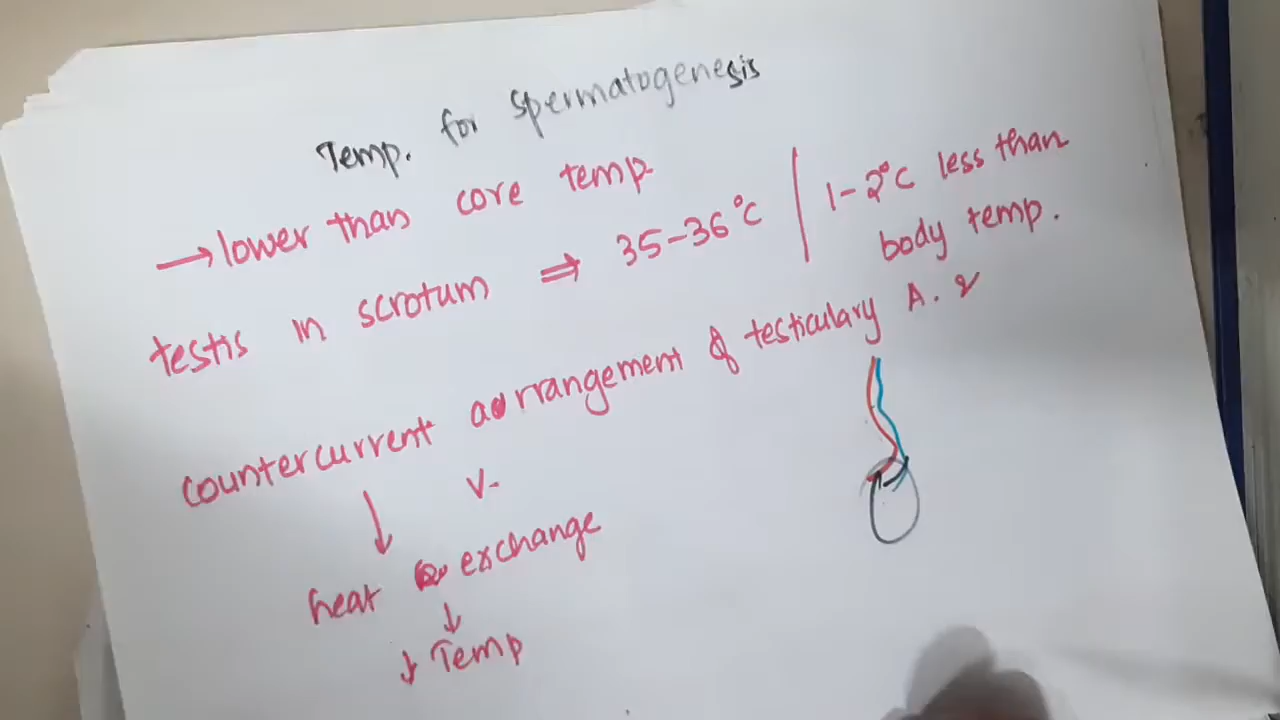 Temp. for spermatogenesis
→ lower than core temp.
testis in scrotum ⇒ 35-36°C | 1-2°C less than body temp.
countercurrent arrangement of testiculary A. & V.
↓
heat exchange
↓
↓ Temp